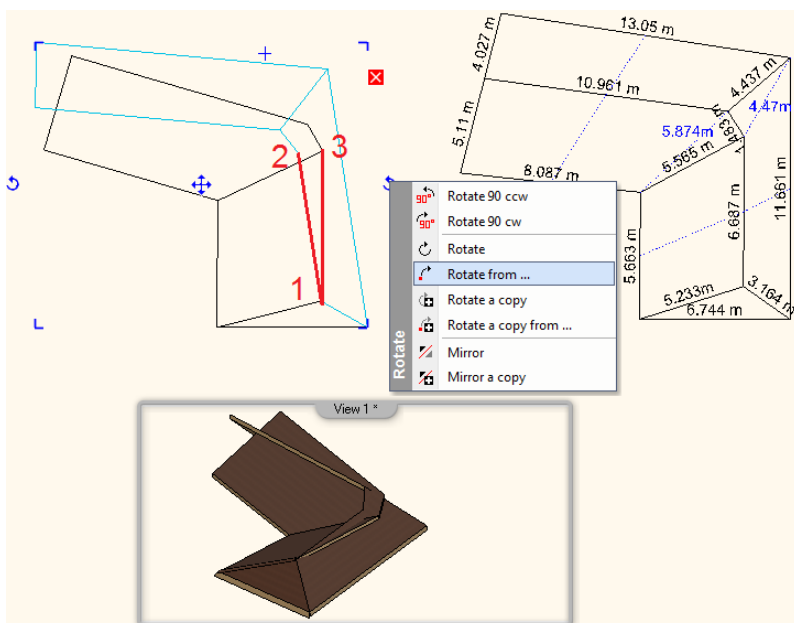 13.05 m
4.027 m
10.961 m
4.437 m
4.47m
5.11 m
5.874m
5.565 m
8.087 m
2
3
1
6.687 m
11.661 m
5.663 m
5.233m
3.164 m
6.744 m
Rotate
90° Rotate 90 ccw
90° Rotate 90 cw
Rotate
Rotate from ...
Rotate a copy
Rotate a copy from ...
Mirror
Mirror a copy
View 1 *